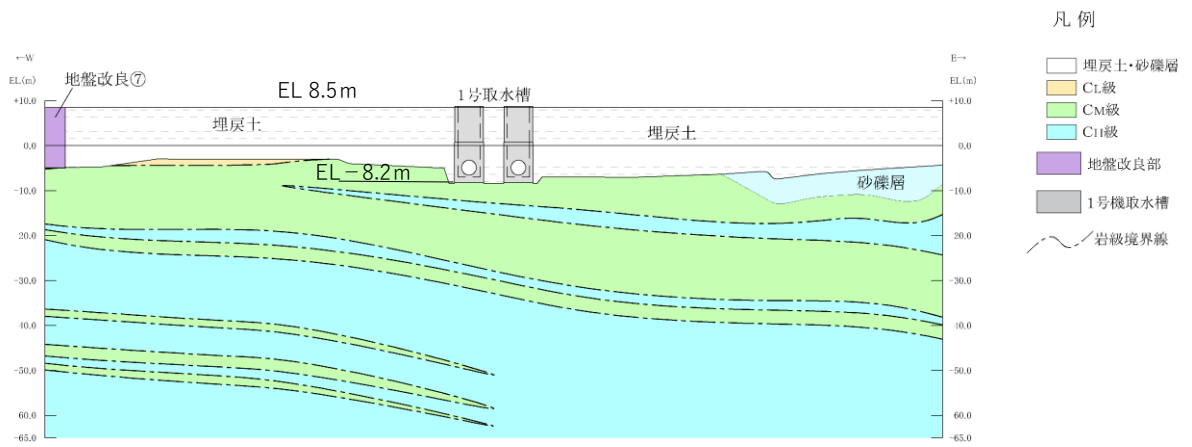 凡 例
←W
E→
EL(m)
地盤改良⑦
EL 8.5m
1号取水槽
EL(m)
埋戻土・砂礫層
CL級
CM級
CH級
地盤改良部
1号機取水槽
岩級境界線
+10.0
埋戻土
埋戻土
+10.0
0.0
0.0
EL－8.2m
砂礫層
-10.0
-10.0
20.0
20.0
-30.0
-30.0
40.0
40.0
-50.0
-50.0
60.0
60.0
-65.0
-65.0